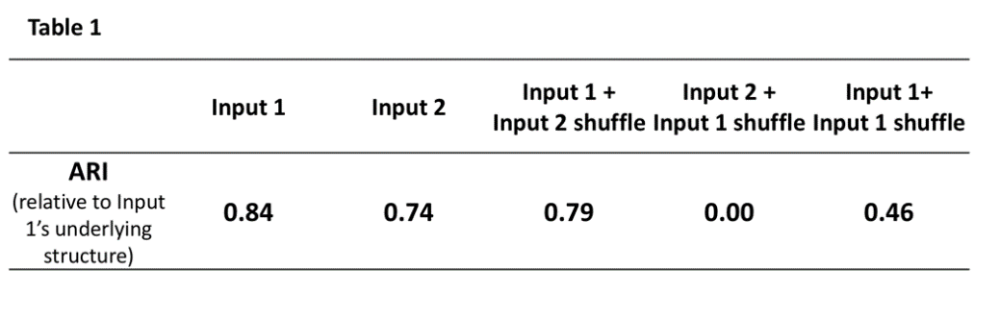 Table 1
Input 1
Input 2
Input 1 +
Input 2 shuffle
Input 2 +
Input 1 shuffle
Input 1+
Input 1 shuffle
ARI
(relative to Input
1’s underlying
structure)
0.84
0.74
0.79
0.00
0.46